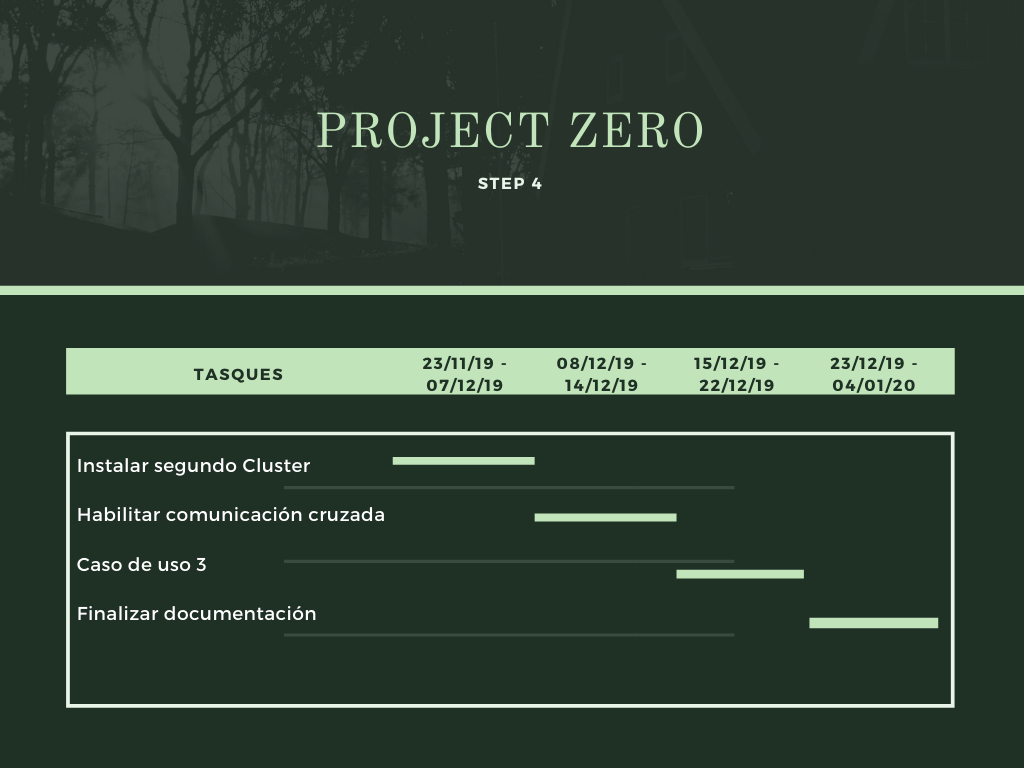 PROJECT ZERO
STEP 4
TASQUES
23/11/19 -
07/12/19
08/12/19 -
14/12/19
15/12/19 -
22/12/19
23/12/19 -
04/01/20
Instalar segundo Cluster
Habilitar comunicación cruzada
Caso de uso 3
Finalizar documentación